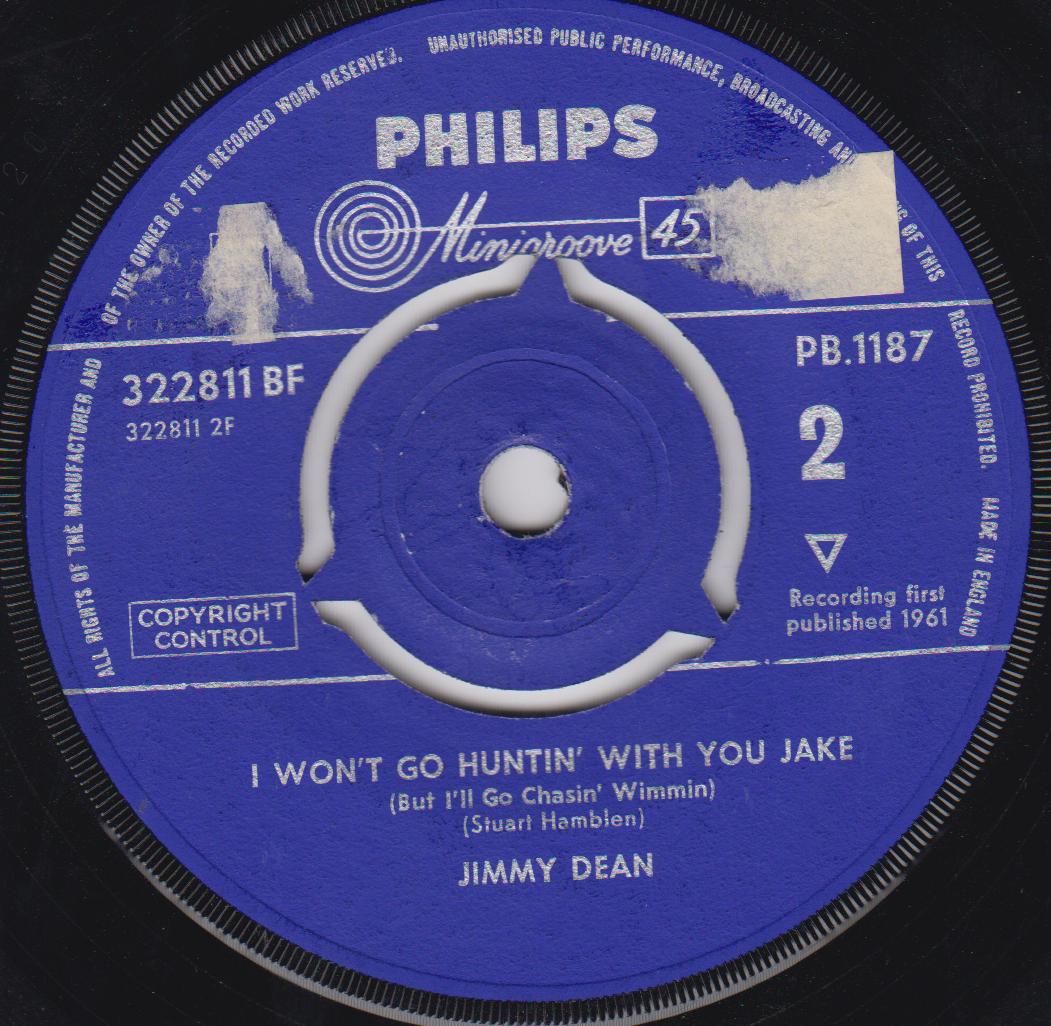 ALL RIGHTS OF THE MANUFACTURER AND OF THE OWNER OF THE RECORDED WORK RESERVED. UNAUTHORISED PUBLIC PERFORMANCE, BROADCASTING AND OF THIS RECORD PROHIBITED. MADE IN ENGLAND
PHILIPS
Minigroove 45
322811 BF
322811 2F
PB.1187
2
COPYRIGHT
CONTROL
Recording first
published 1961
I WON'T GO HUNTIN' WITH YOU JAKE
(But I'll Go Chasin' Wimmin)
(Stuart Hamblen)
JIMMY DEAN